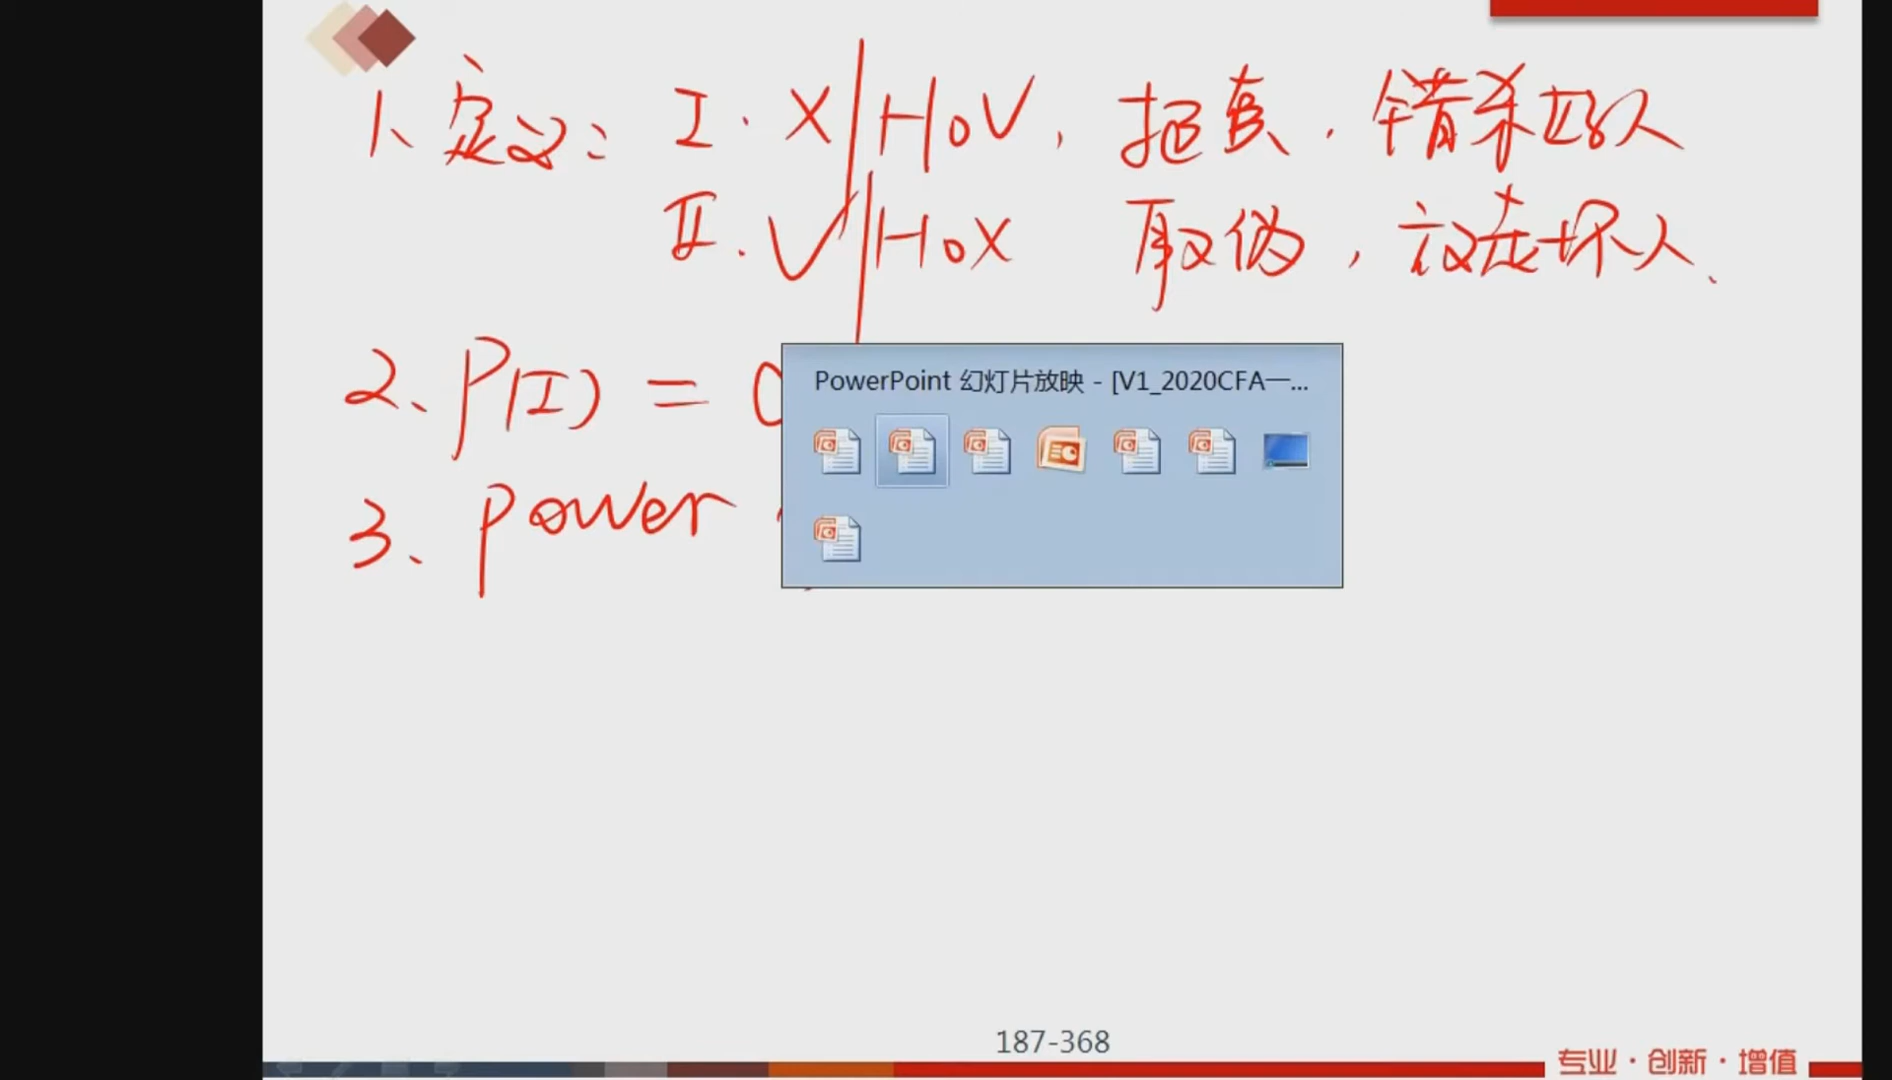 1、定义： I. X/H₀V, 拒真. 错杀好人
II. V/H₀X 取伪, 放走坏人.
2. P(I) =
PowerPoint 幻灯片放映 - [V1_2020CFA一...
3. power
187-368
专业·创新·增值